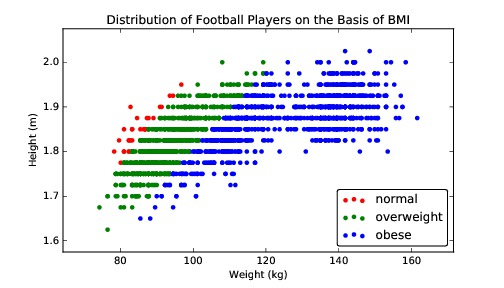 Distribution of Football Players on the Basis of BMI
Height (m)
2.0
1.9
1.8
1.7
1.6
80 100 120 140 160
Weight (kg)
normal
overweight
obese